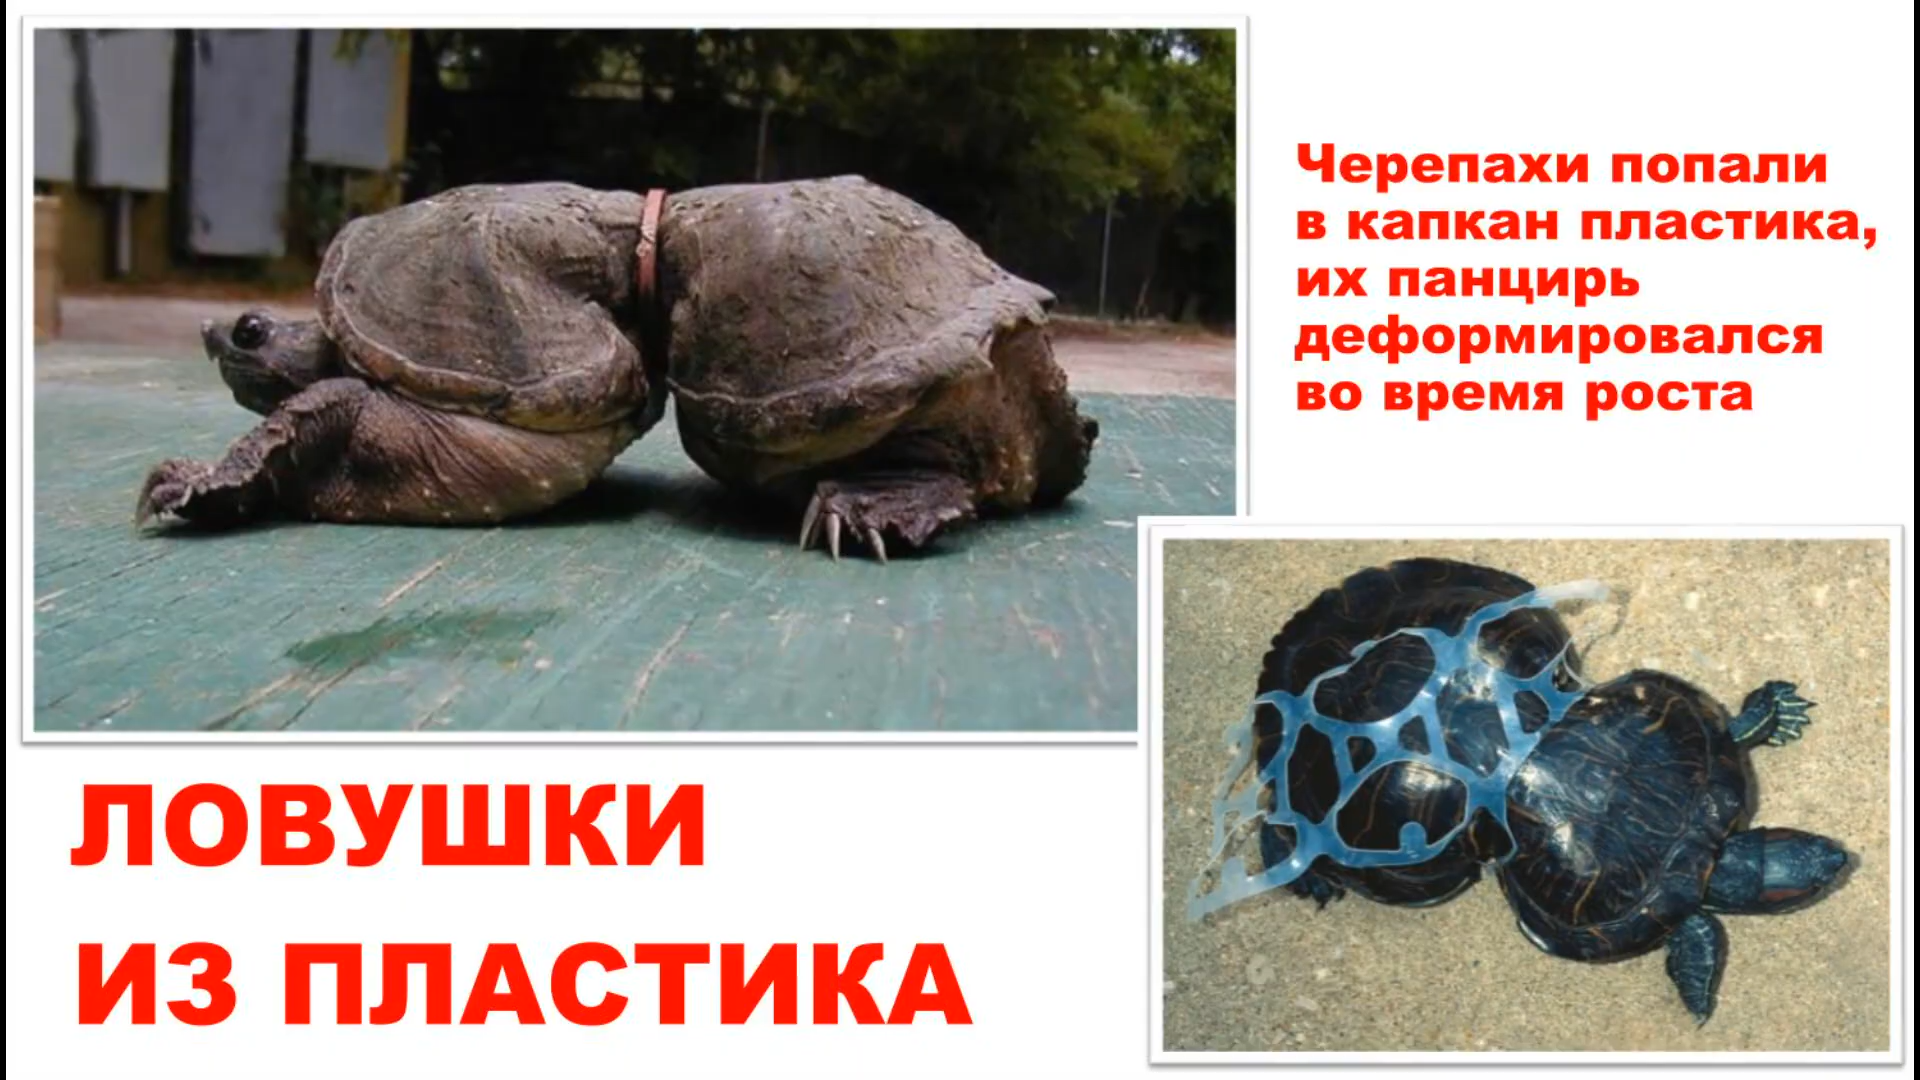 Черепахи попали
в капкан пластика,
их панцирь
деформировался
во время роста
ЛОВУШКИ
ИЗ ПЛАСТИКА